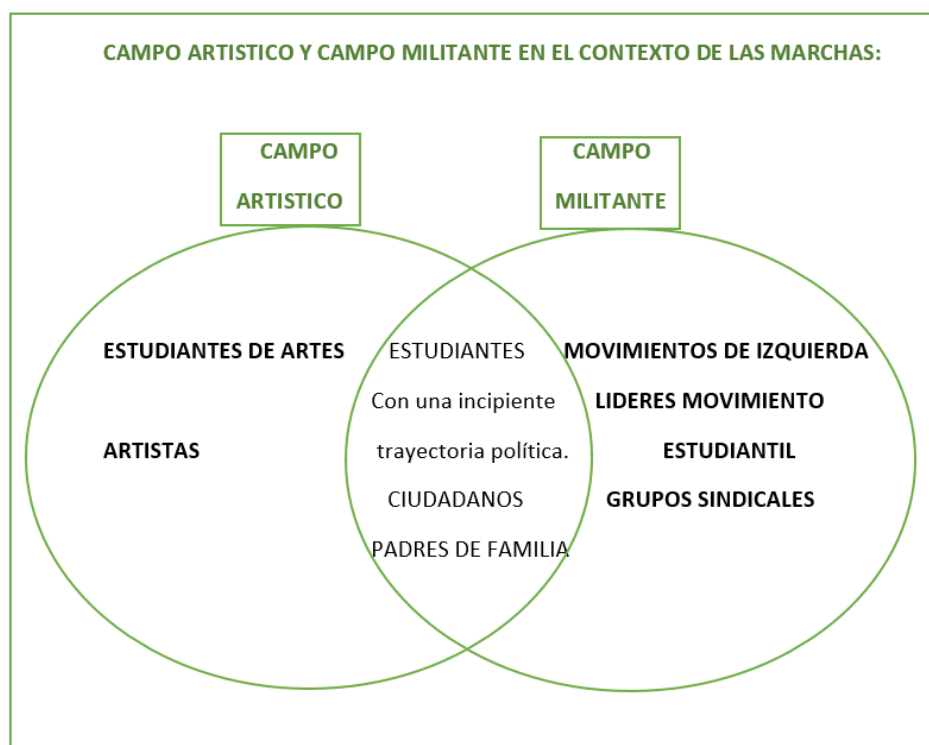 CAMPO ARTISTICO Y CAMPO MILITANTE EN EL CONTEXTO DE LAS MARCHAS:
CAMPO
ARTISTICO
CAMPO
MILITANTE
ESTUDIANTES DE ARTES
ARTISTAS
ESTUDIANTES
Con una incipiente
trayectoria política.
CIUDADANOS
PADRES DE FAMILIA
MOVIMIENTOS DE IZQUIERDA
LIDERES MOVIMIENTO
ESTUDIANTIL
GRUPOS SINDICALES